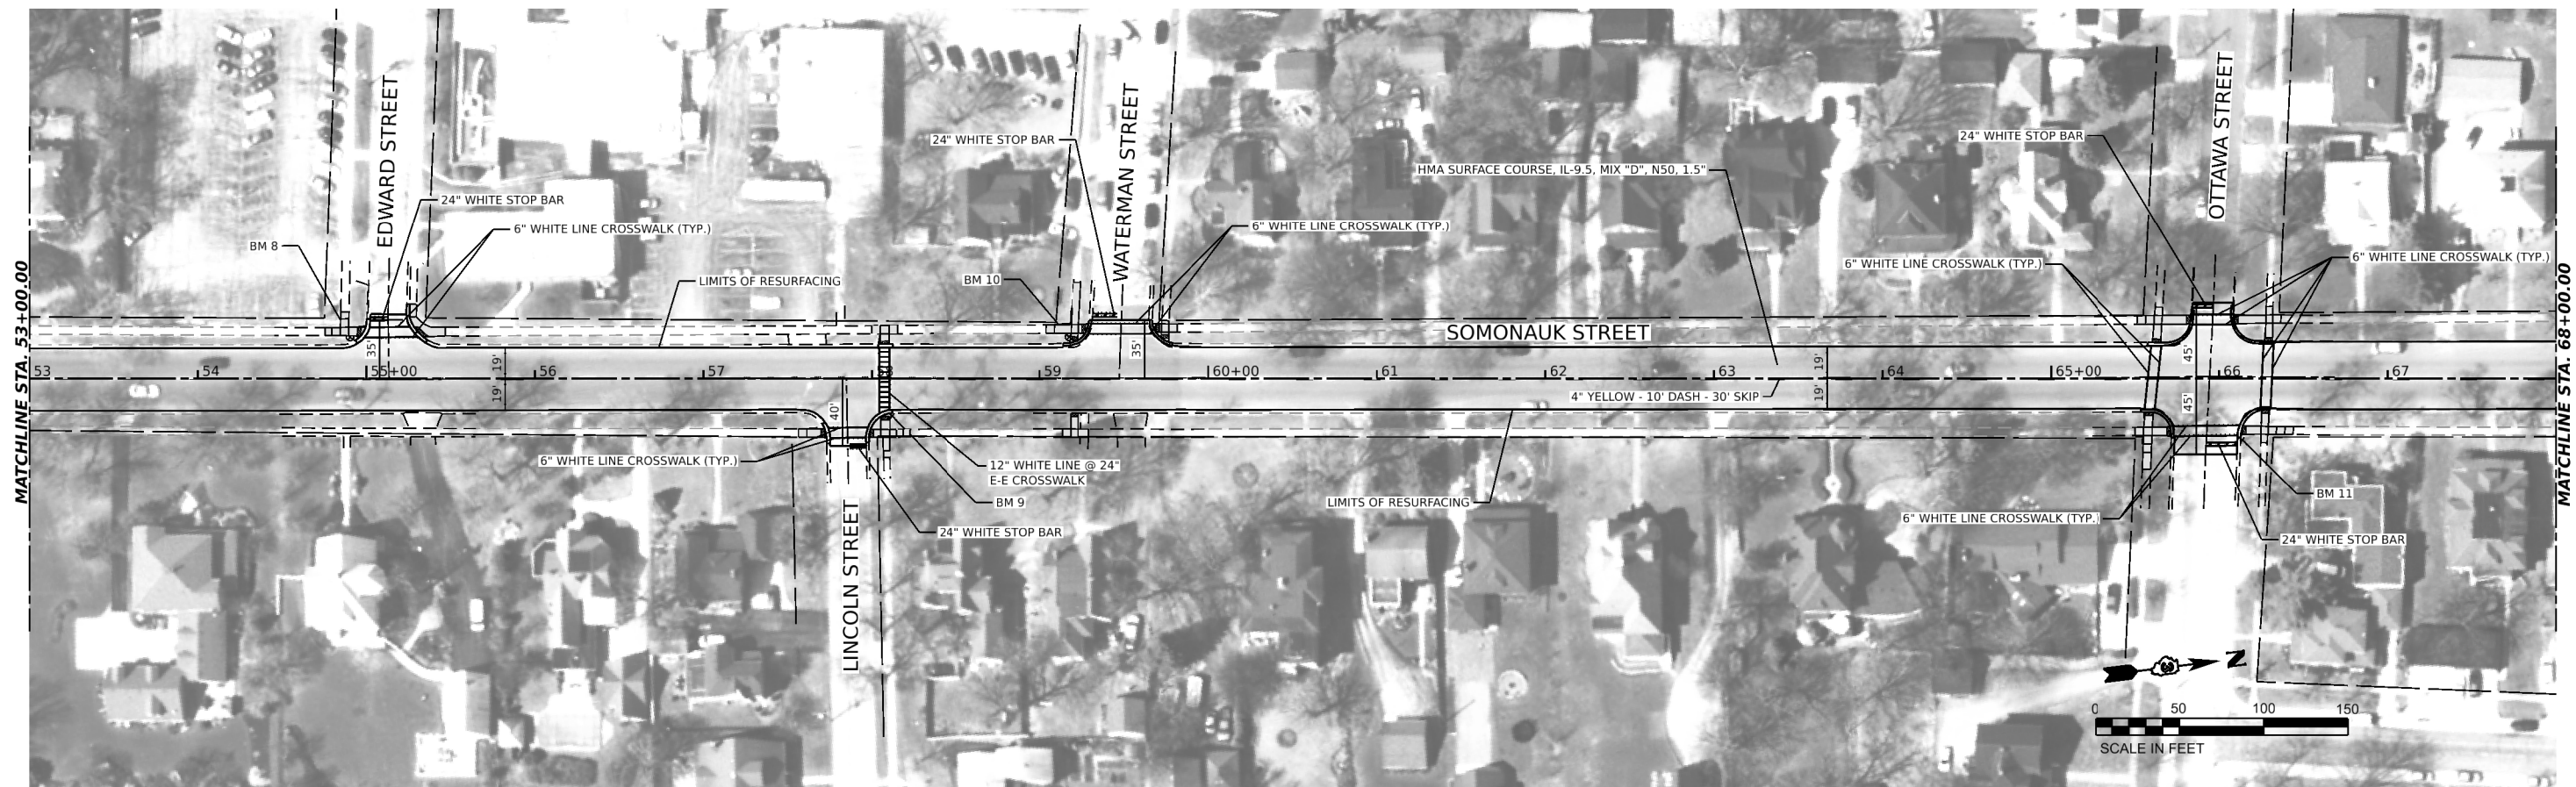 EDWARD STREET
WATERMAN STREET
OTTAWA STREET
24" WHITE STOP BAR
24" WHITE STOP BAR
HMA SURFACE COURSE, IL-9.5, MIX "D", N50, 1.5"
24" WHITE STOP BAR
6" WHITE LINE CROSSWALK (TYP.)
6" WHITE LINE CROSSWALK (TYP.)
BM 8
6" WHITE LINE CROSSWALK (TYP.)
6" WHITE LINE CROSSWALK (TYP.)
LIMITS OF RESURFACING
BM 10
SOMONAUK STREET
MATCHLINE STA. 53+00.00
MATCHLINE STA. 68+00.00
35'
35'
45'
19'
19'
53
54
55+00
56
57
59
60+00
61
62
63
64
65+00
66
67
19'
19'
4" YELLOW - 10' DASH - 30' SKIP
40'
45'
6" WHITE LINE CROSSWALK (TYP.)
12" WHITE LINE @ 24"
E-E CROSSWALK
BM 9
24" WHITE STOP BAR
LINCOLN STREET
LIMITS OF RESURFACING
BM 11
6" WHITE LINE CROSSWALK (TYP.)
24" WHITE STOP BAR
N
0
50
100
150
SCALE IN FEET